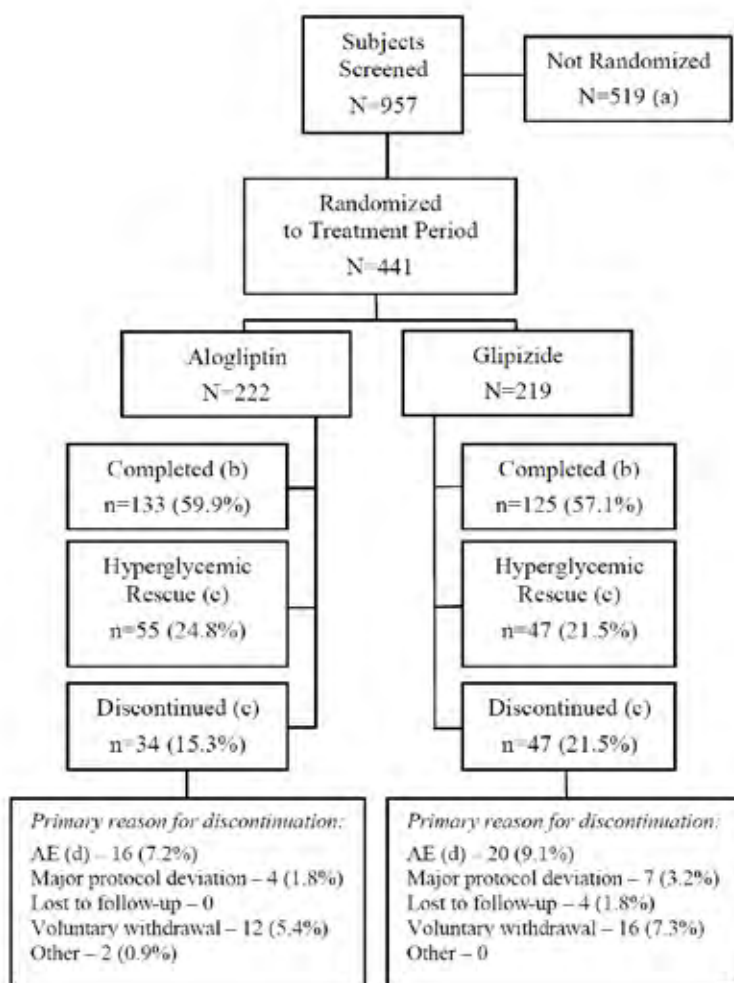 Subjects
Screened
N=957
Not Randomized
N=519 (a)
Randomized
to Treatment Period
N=441
Alogliptin
N=222
Glipizide
N=219
Completed (b)
n=133 (59.9%)
Completed (b)
n=125 (57.1%)
Hyperglycemic
Rescue (c)
n=55 (24.8%)
Hyperglycemic
Rescue (c)
n=47 (21.5%)
Discontinued (c)
n=34 (15.3%)
Discontinued (c)
n=47 (21.5%)
Primary reason for discontinuation:
AE (d) – 16 (7.2%)
Major protocol deviation – 4 (1.8%)
Lost to follow-up – 0
Voluntary withdrawal – 12 (5.4%)
Other – 2 (0.9%)
Primary reason for discontinuation:
AE (d) – 20 (9.1%)
Major protocol deviation – 7 (3.2%)
Lost to follow-up – 4 (1.8%)
Voluntary withdrawal – 16 (7.3%)
Other – 0